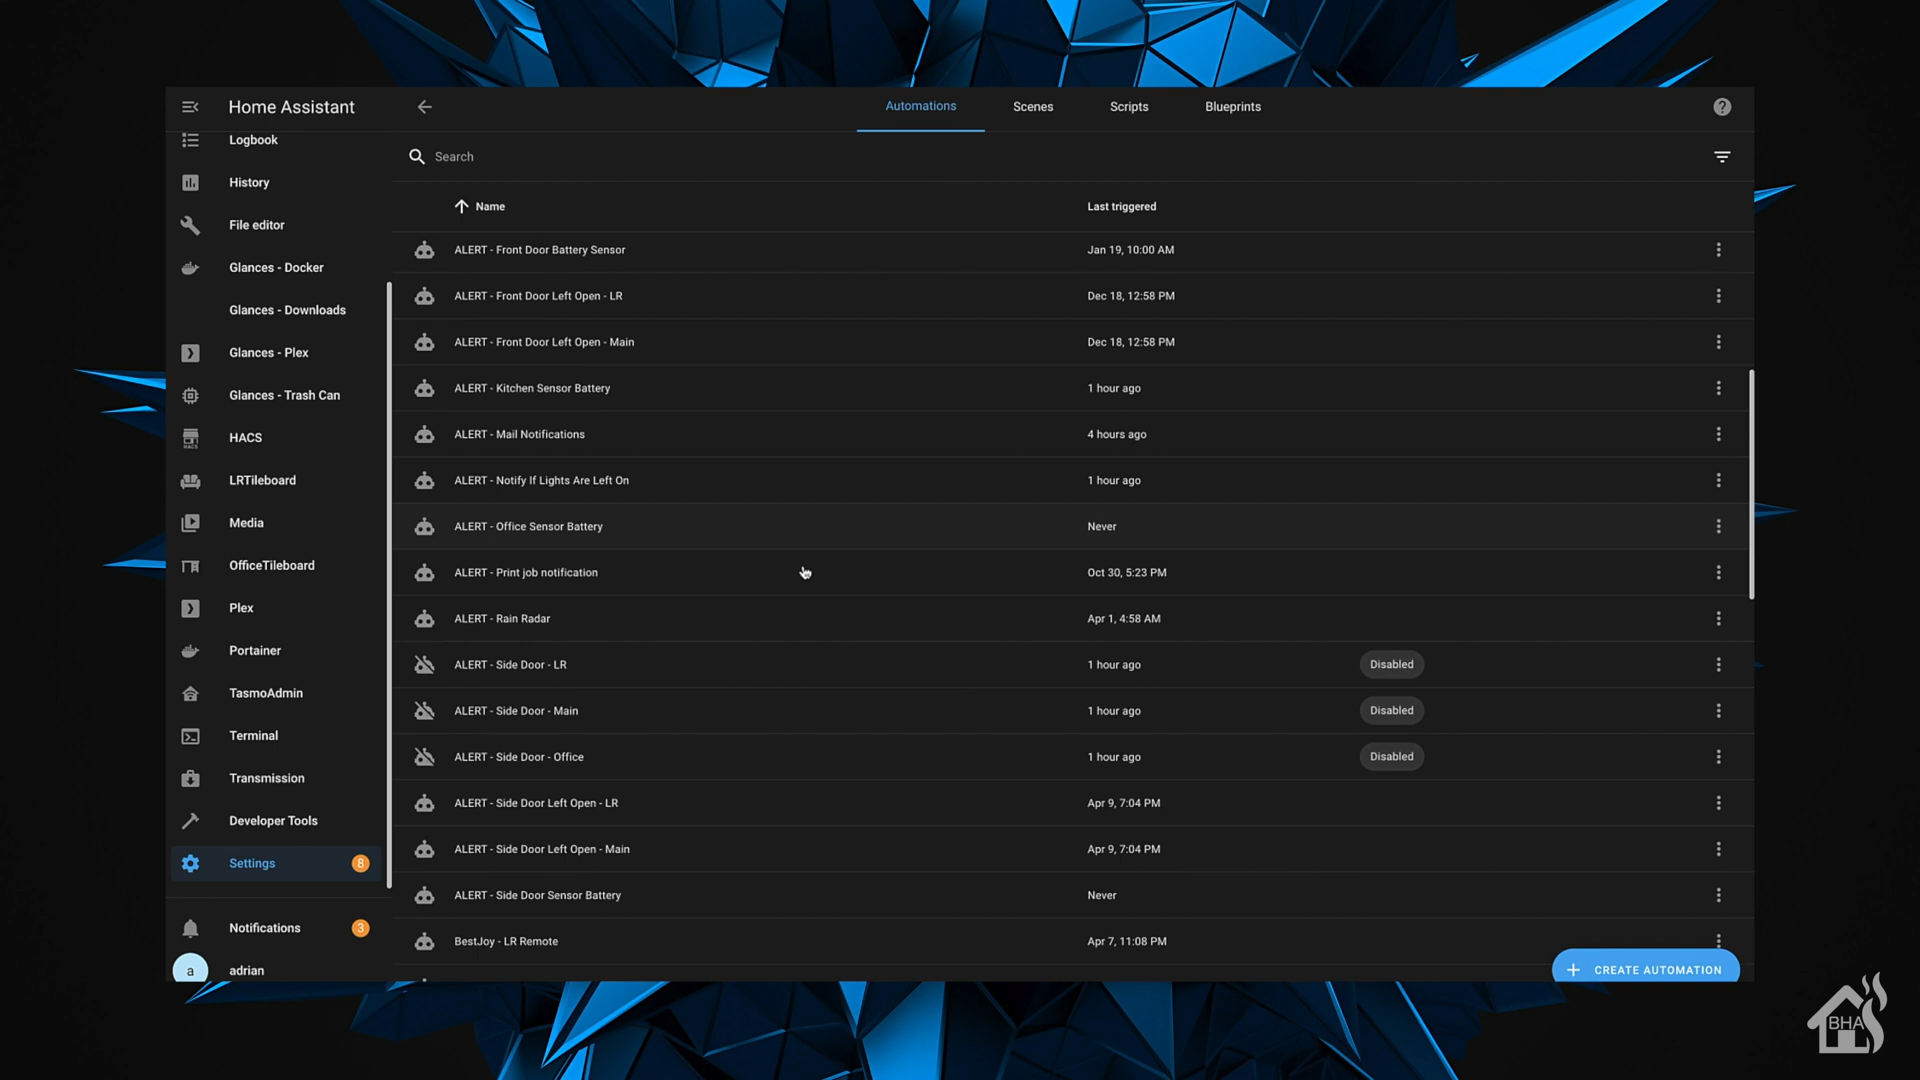 Home Assistant
Automations
Scenes
Scripts
Blueprints
Logbook
History
File editor
Glances - Docker
Glances - Downloads
Glances - Plex
Glances - Trash Can
HACS
LRTileboard
Media
OfficeTileboard
Plex
Portainer
TasmoAdmin
Terminal
Transmission
Developer Tools
Settings 8
Notifications 3
a adrian
Search
Name Last triggered
ALERT - Front Door Battery Sensor Jan 19, 10:00 AM
ALERT - Front Door Left Open - LR Dec 18, 12:58 PM
ALERT - Front Door Left Open - Main Dec 18, 12:58 PM
ALERT - Kitchen Sensor Battery 1 hour ago
ALERT - Mail Notifications 4 hours ago
ALERT - Notify If Lights Are Left On 1 hour ago
ALERT - Office Sensor Battery Never
ALERT - Print job notification Oct 30, 5:23 PM
ALERT - Rain Radar Apr 1, 4:58 AM
ALERT - Side Door - LR 1 hour ago Disabled
ALERT - Side Door - Main 1 hour ago Disabled
ALERT - Side Door - Office 1 hour ago Disabled
ALERT - Side Door Left Open - LR Apr 9, 7:04 PM
ALERT - Side Door Left Open - Main Apr 9, 7:04 PM
ALERT - Side Door Sensor Battery Never
BestJoy - LR Remote Apr 7, 11:08 PM
+ CREATE AUTOMATION
BHA